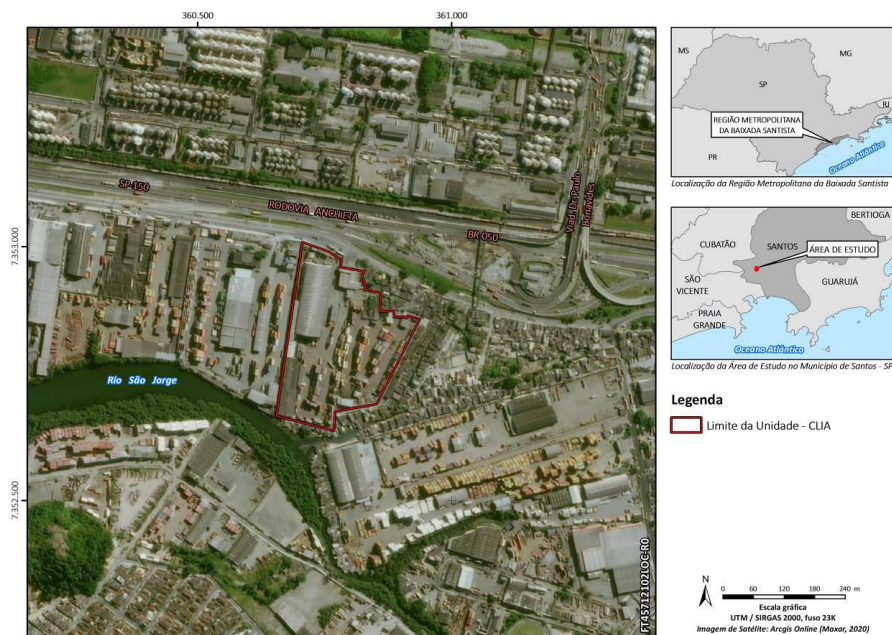 360.500
361.000
7.353.000
7.352.500
SP-150
RODOVIA ANCHIETA
BR-050
Viad. Dr. Paulo
Bonavides
Rio São Jorge
FT45712102LOC-R0
MS
MG
SP
RJ
REGIÃO METROPOLITANA
DA BAIXADA SANTISTA
PR
Oceano Atlântico
Localização da Região Metropolitana da Baixada Santista
BERTIOGA
CUBATÃO
SANTOS
ÁREA DE ESTUDO
SÃO
VICENTE
GUARUJÁ
PRAIA
GRANDE
Oceano Atlântico
Localização da Área de Estudo no Município de Santos - SP
Legenda
Limite da Unidade - CLIA
N
0 60 120 180 240 m
Escala gráfica
UTM / SIRGAS 2000, fuso 23K
Imagem de Satélite: Arcgis Online (Maxar, 2020)